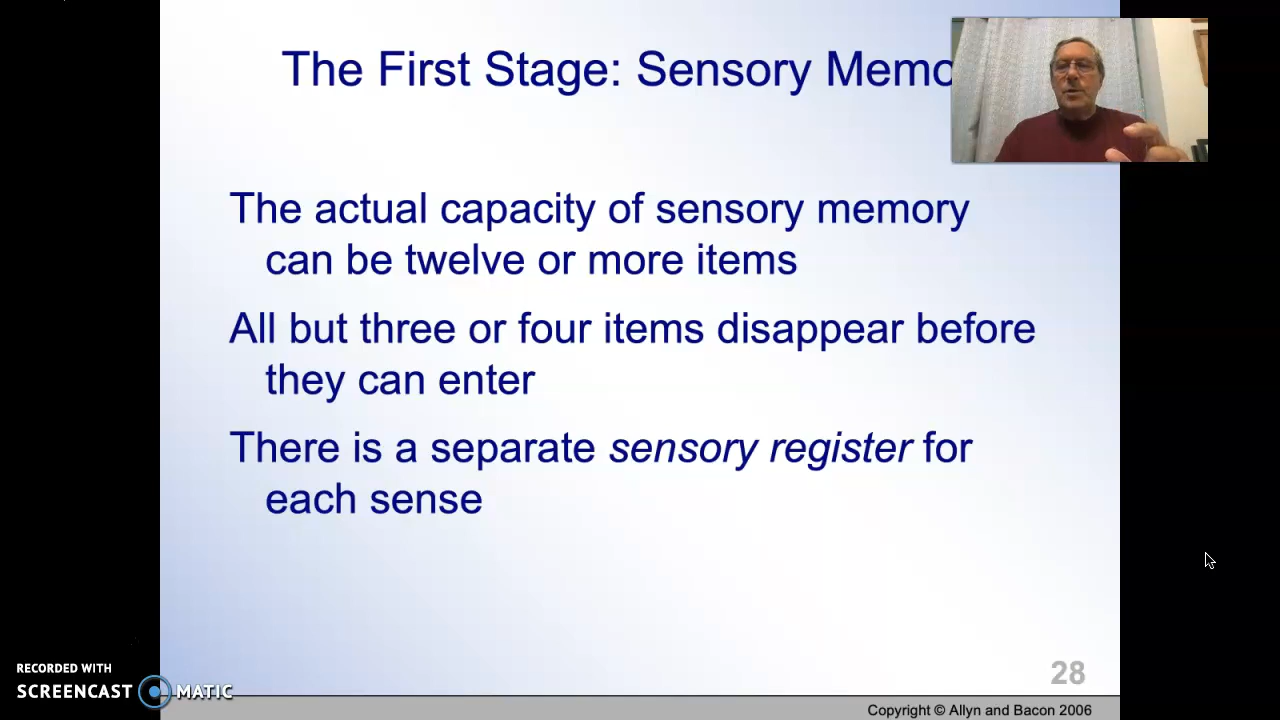 The First Stage: Sensory Memo
The actual capacity of sensory memory
can be twelve or more items
All but three or four items disappear before
they can enter
There is a separate sensory register for
each sense
28
Copyright © Allyn and Bacon 2006
RECORDED WITH
SCREENCAST MATIC